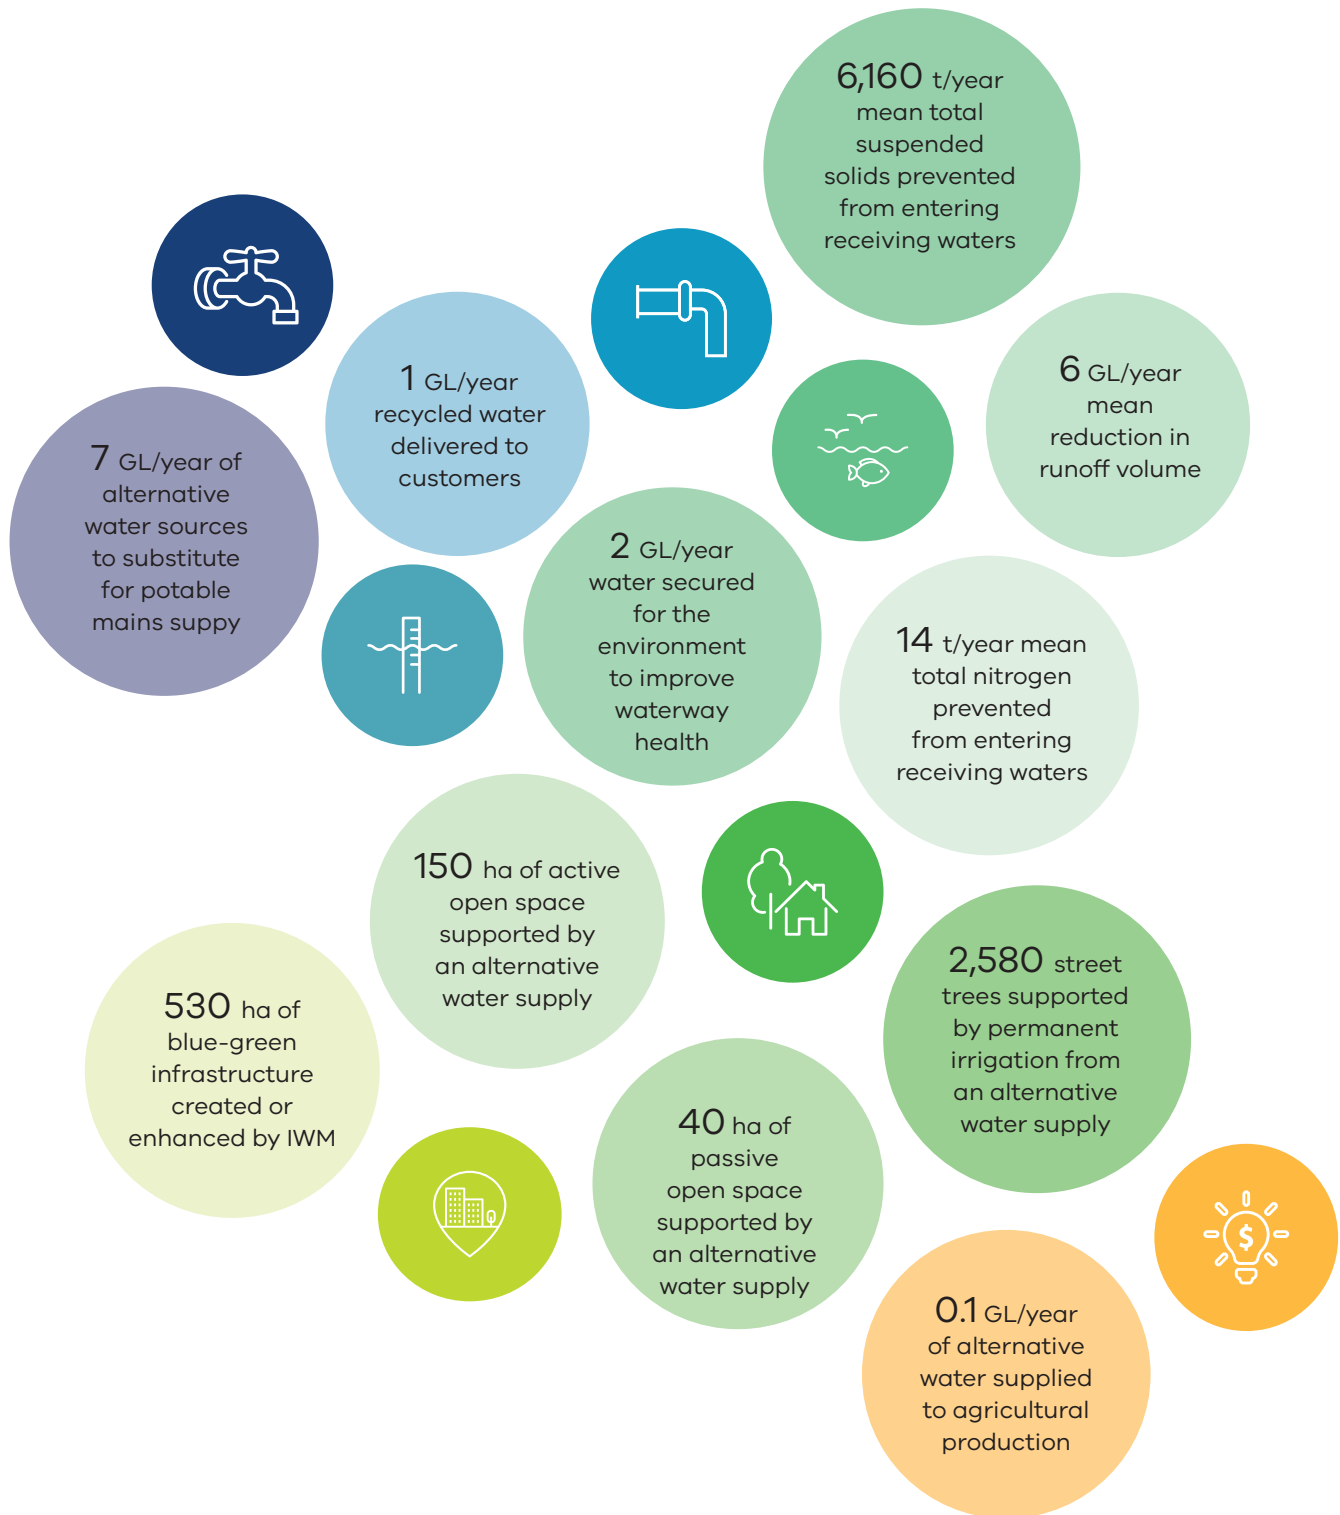 6,160 t/year
mean total
suspended
solids prevented
from entering
receiving waters
1 GL/year
recycled water
delivered to
customers
6 GL/year
mean
reduction in
runoff volume
7 GL/year of
alternative
water sources
to substitute
for potable
mains suppy
2 GL/year
water secured
for the
environment
to improve
waterway
health
14 t/year mean
total nitrogen
prevented
from entering
receiving waters
150 ha of active
open space
supported by
an alternative
water supply
530 ha of
blue-green
infrastructure
created or
enhanced by IWM
2,580 street
trees supported
by permanent
irrigation from
an alternative
water supply
40 ha of
passive
open space
supported by
an alternative
water supply
$
0.1 GL/year
of alternative
water supplied
to agricultural
production